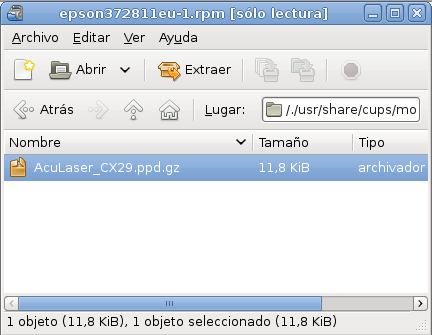 epson372811eu-1.rpm [sólo lectura]
Archivo Editar Ver Ayuda
Abrir Extraer
Atrás Lugar: /./usr/share/cups/mo
Nombre Tamaño Tipo
AcuLaser_CX29.ppd.gz 11,8 KiB archivador
1 objeto (11,8 KiB), 1 objeto seleccionado (11,8 KiB)